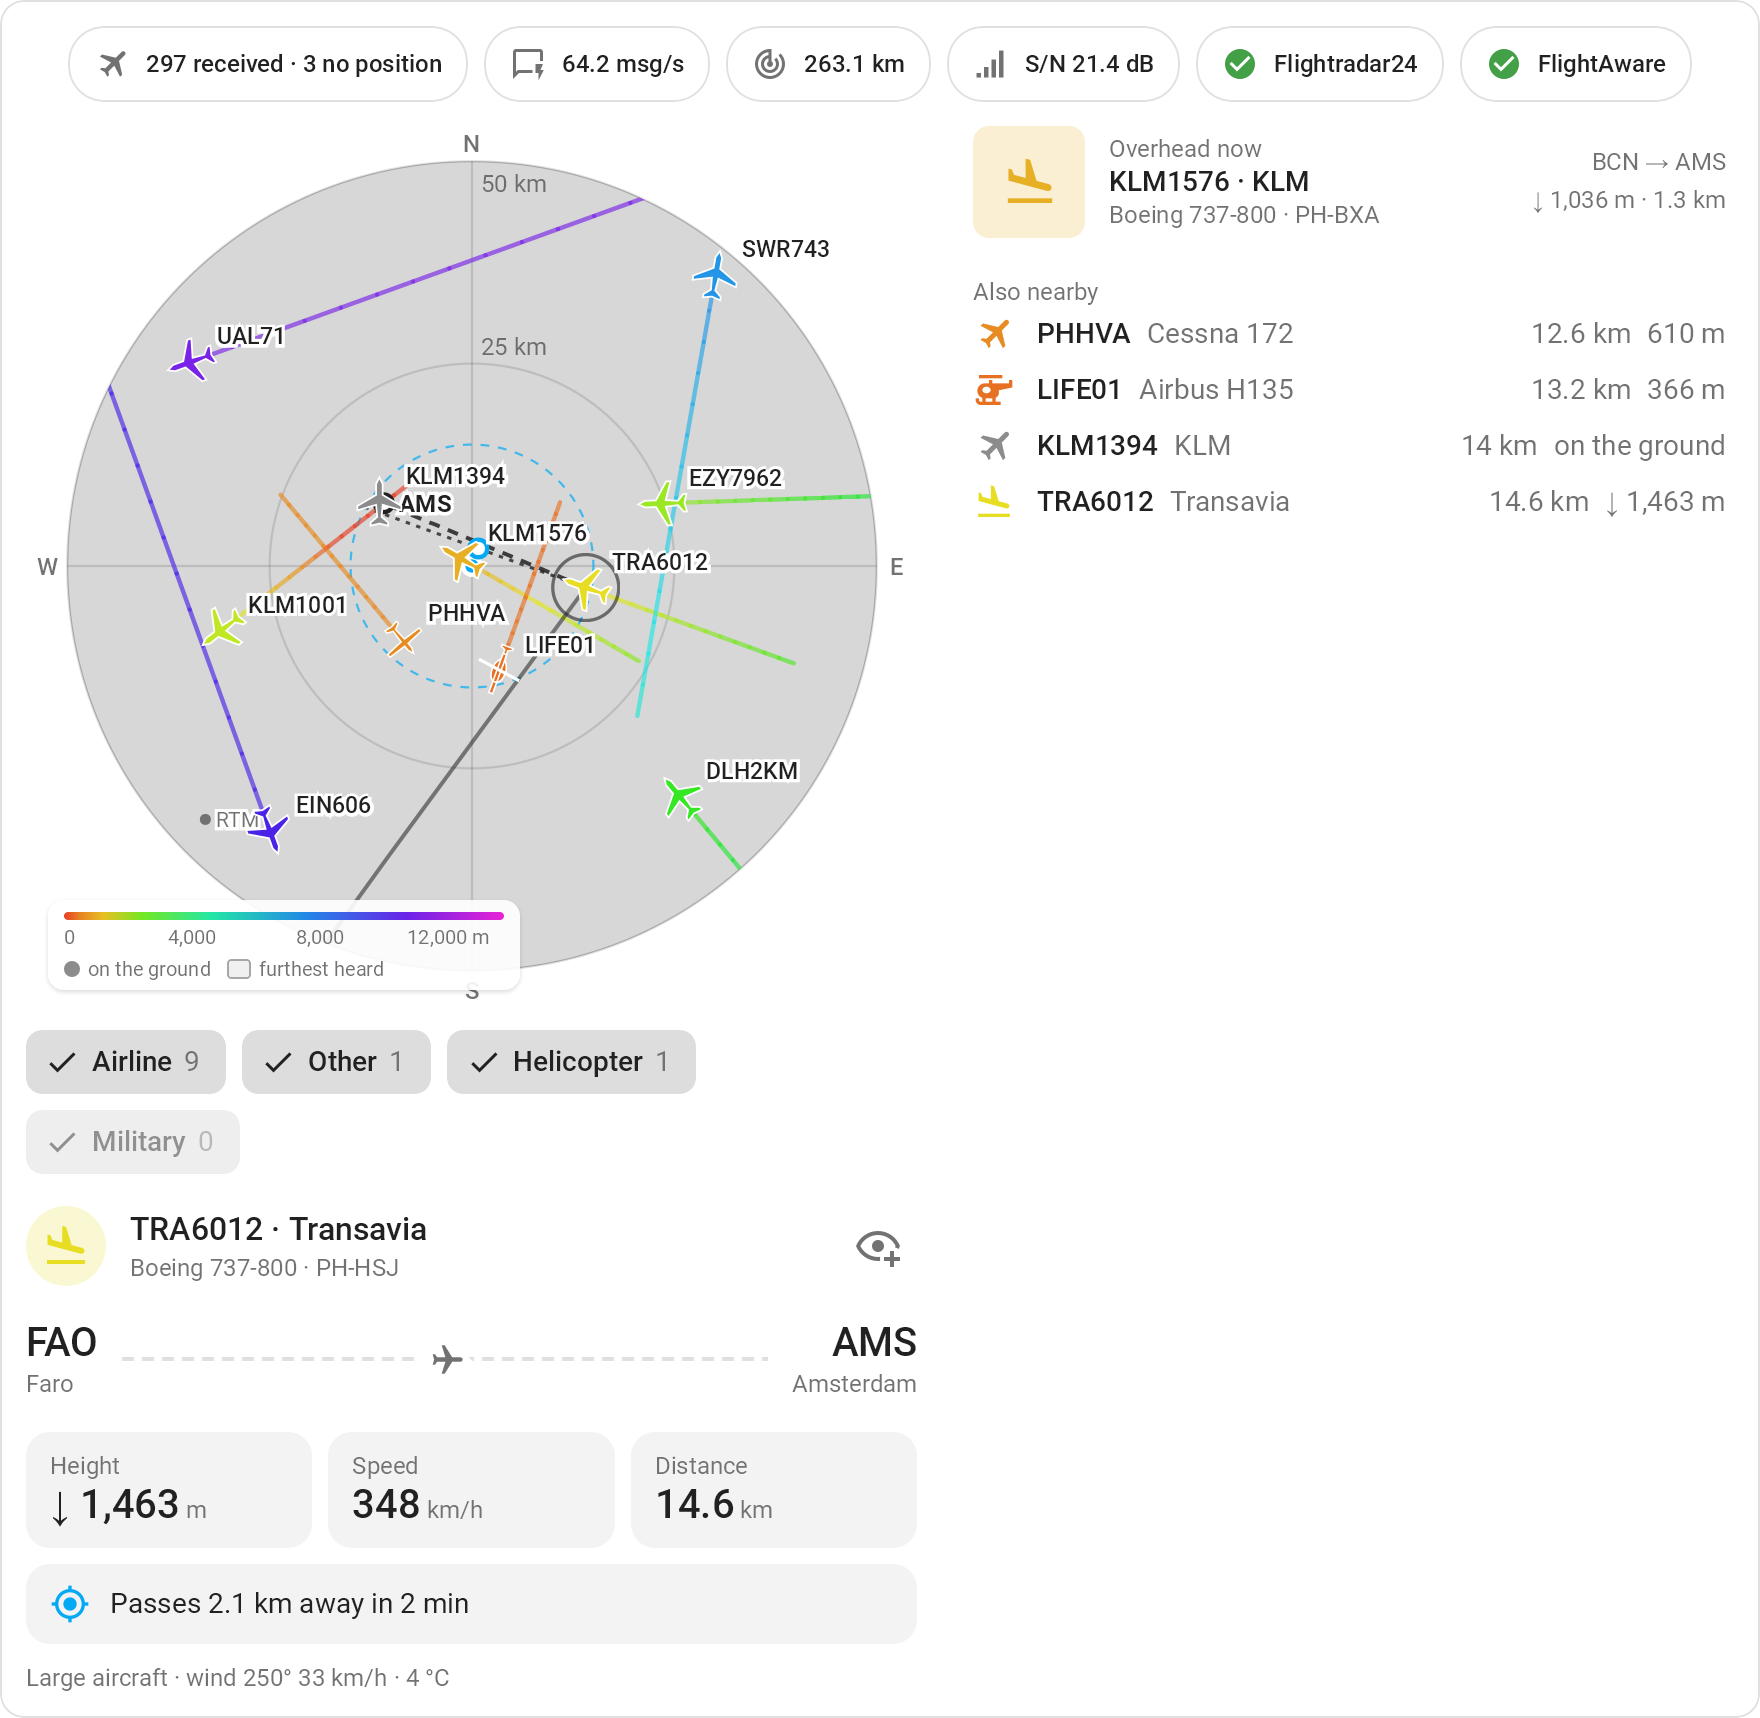 297 received · 3 no position
64.2 msg/s
263.1 km
S/N 21.4 dB
Flightradar24
FlightAware
N
50 km
25 km
W
E
S
SWR743
UAL71
EZY7962
KLM1394
AMS
KLM1576
TRA6012
KLM1001
PHHVA
LIFE01
DLH2KM
EIN606
RTM
0 4,000 8,000 12,000 m
on the ground furthest heard
Overhead now
KLM1576 · KLM
Boeing 737-800 · PH-BXA
BCN → AMS
↓ 1,036 m · 1.3 km
Also nearby
PHHVA Cessna 172 12.6 km 610 m
LIFE01 Airbus H135 13.2 km 366 m
KLM1394 KLM 14 km on the ground
TRA6012 Transavia 14.6 km ↓ 1,463 m
Airline 9
Other 1
Helicopter 1
Military 0
TRA6012 · Transavia
Boeing 737-800 · PH-HSJ
FAO AMS
Faro Amsterdam
Height
↓ 1,463 m
Speed
348 km/h
Distance
14.6 km
Passes 2.1 km away in 2 min
Large aircraft · wind 250° 33 km/h · 4 °C